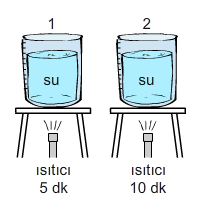 1 2
su su
ısıtıcı ısıtıcı
5 dk 10 dk